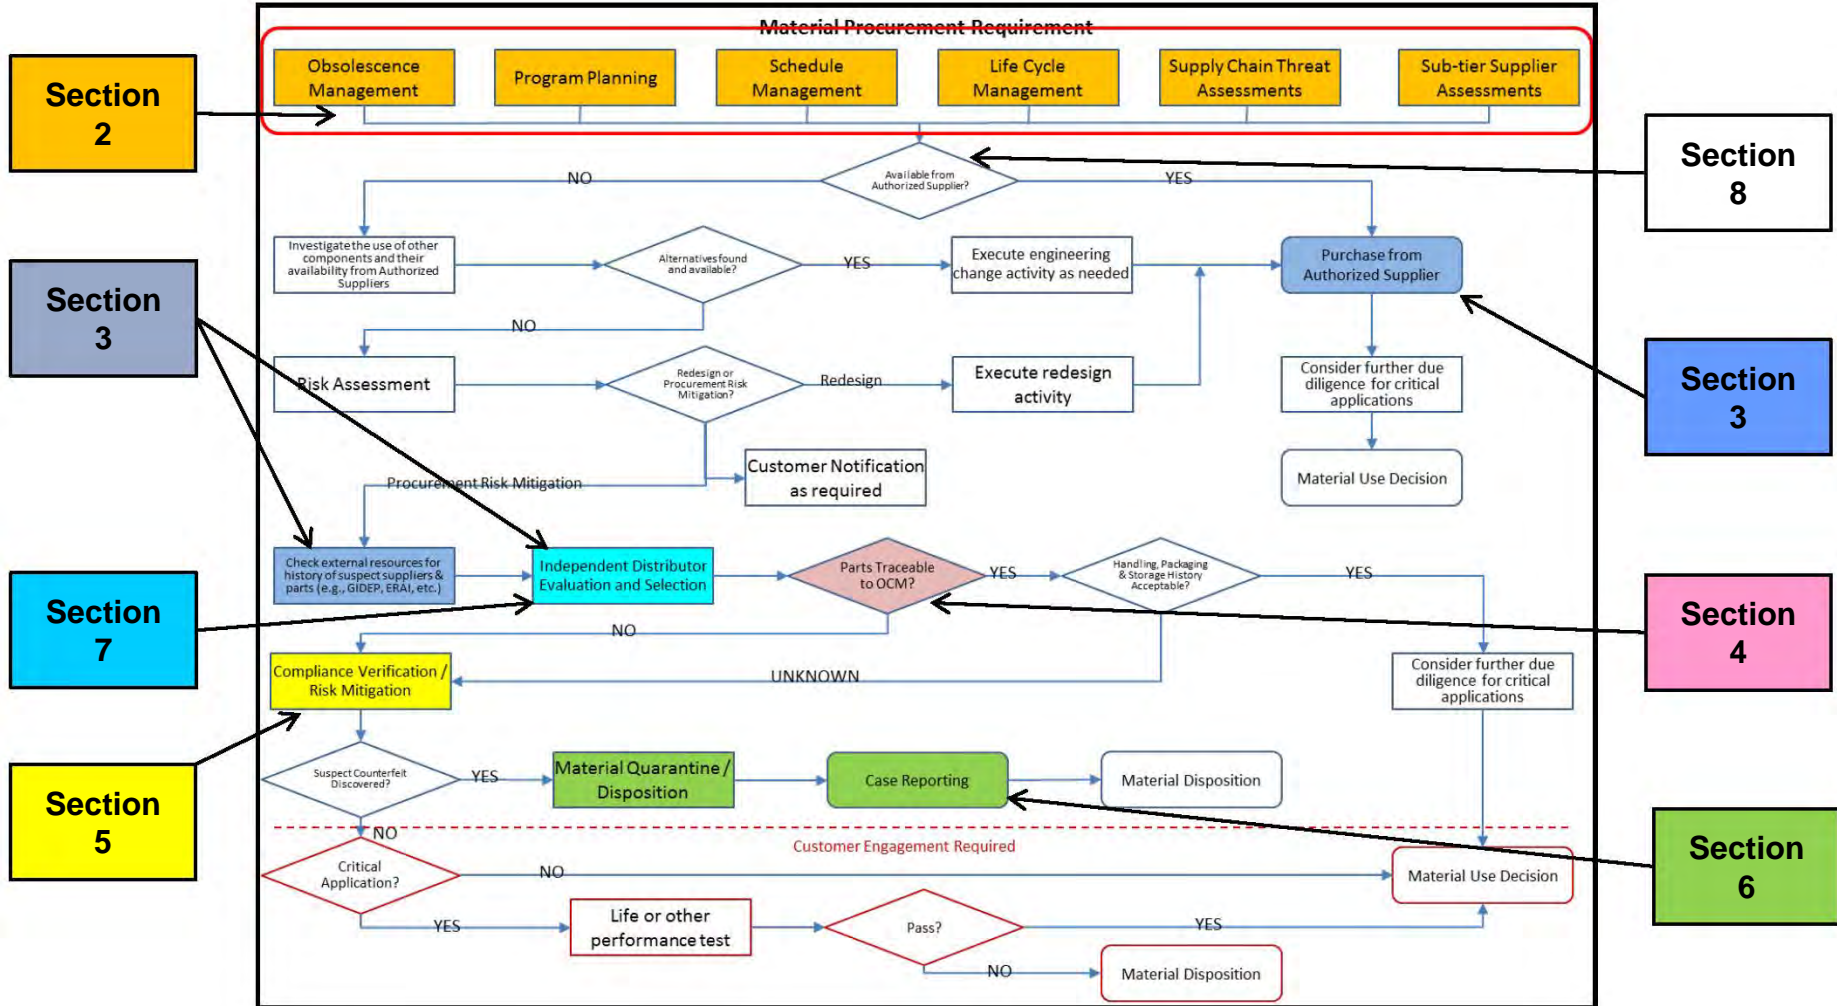 Material Procurement Requirement
Section
2
Obsolescence
Management
Program Planning
Schedule
Management
Life Cycle
Management
Supply Chain Threat
Assessments
Sub-tier Supplier
Assessments
Section
8
NO
Available from
Authorized Supplier?
YES
Section
3
Investigate the use of other
components and their
availability from Authorized
Suppliers
Alternatives found
and available?
YES
Execute engineering
change activity as needed
Purchase from
Authorized Supplier
NO
Risk Assessment
Redesign or
Procurement Risk
Mitigation?
Redesign
Execute redesign
activity
Consider further due
diligence for critical
applications
Section
3
Procurement Risk Mitigation
Customer Notification
as required
Material Use Decision
Section
7
Check external resources for
history of suspect suppliers &
parts (e.g., GIDEP, ERAI, etc.)
Independent Distributor
Evaluation and Selection
Parts Traceable
to OCM?
YES
Handling, Packaging
& Storage History
Acceptable?
YES
Section
4
NO
Compliance Verification /
Risk Mitigation
UNKNOWN
Consider further due
diligence for critical
applications
Section
5
Suspect Counterfeit
Discovered?
YES
Material Quarantine /
Disposition
Case Reporting
Material Disposition
NO
Customer Engagement Required
Section
6
Critical
Application?
NO
Material Use Decision
YES
Life or other
performance test
Pass?
YES
NO
Material Disposition